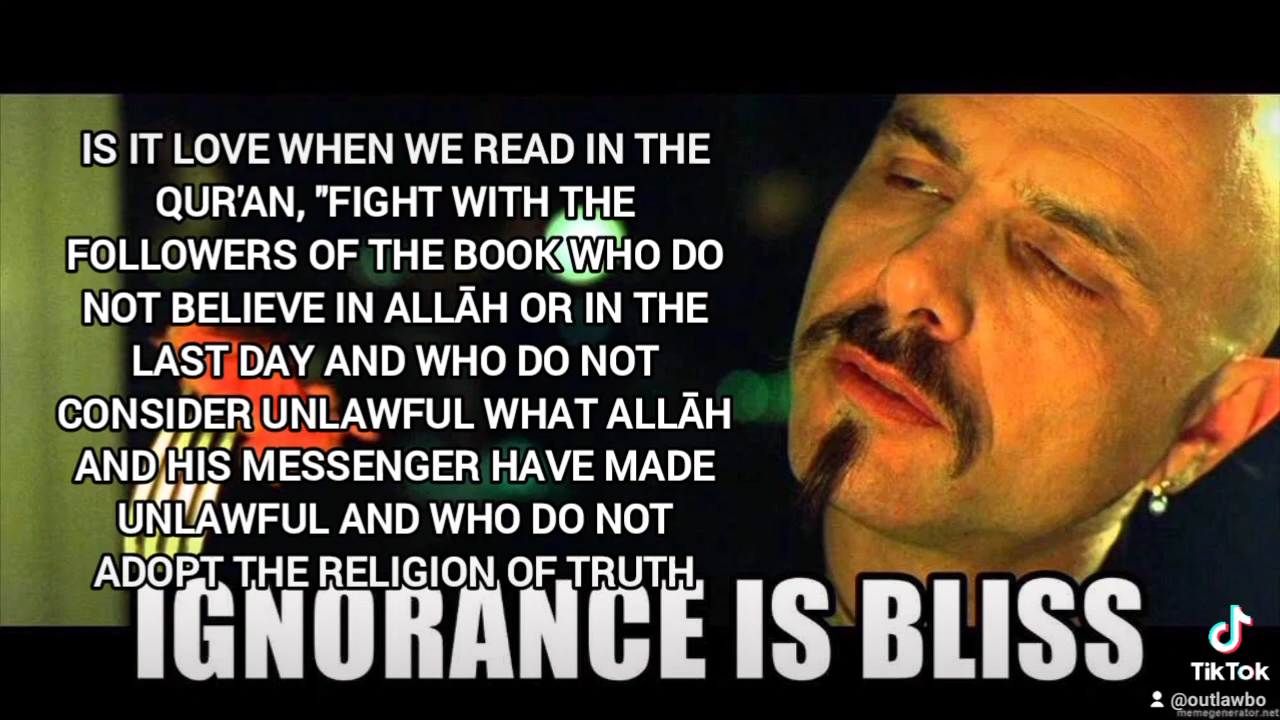 IS IT LOVE WHEN WE READ IN THE
QUR'AN, "FIGHT WITH THE
FOLLOWERS OF THE BOOK WHO DO
NOT BELIEVE IN ALLĀH OR IN THE
LAST DAY AND WHO DO NOT
CONSIDER UNLAWFUL WHAT ALLĀH
AND HIS MESSENGER HAVE MADE
UNLAWFUL AND WHO DO NOT
ADOPT THE RELIGION OF TRUTH
IGNORANCE IS BLISS
TikTok
@outlawbo
memegenerator.net